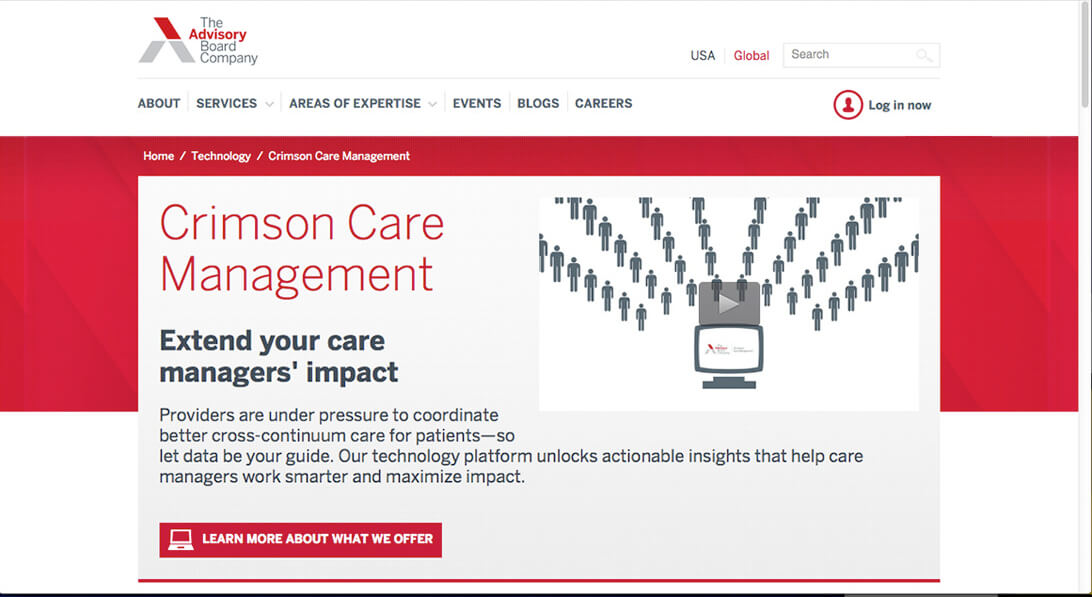 The
Advisory
Board
Company
USA
Global
Search
ABOUT
SERVICES
AREAS OF EXPERTISE
EVENTS
BLOGS
CAREERS
Log in now
Home / Technology / Crimson Care Management
Crimson Care
Management
Extend your care
managers' impact
Providers are under pressure to coordinate
better cross-continuum care for patients—so
let data be your guide. Our technology platform unlocks actionable insights that help care
managers work smarter and maximize impact.
LEARN MORE ABOUT WHAT WE OFFER